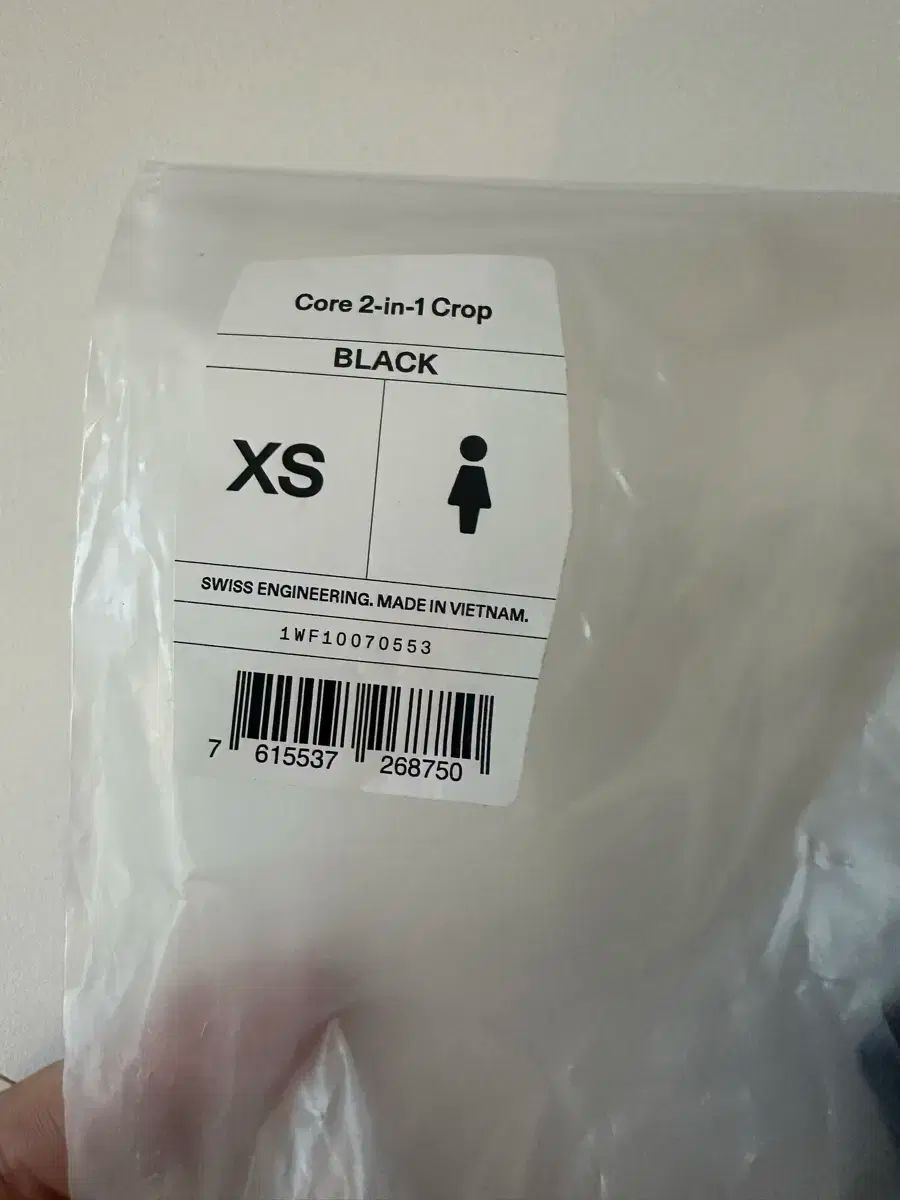 Core 2-in-1 Crop
BLACK
XS
SWISS ENGINEERING. MADE IN VIETNAM.
1WF10070553
7 615537 268750